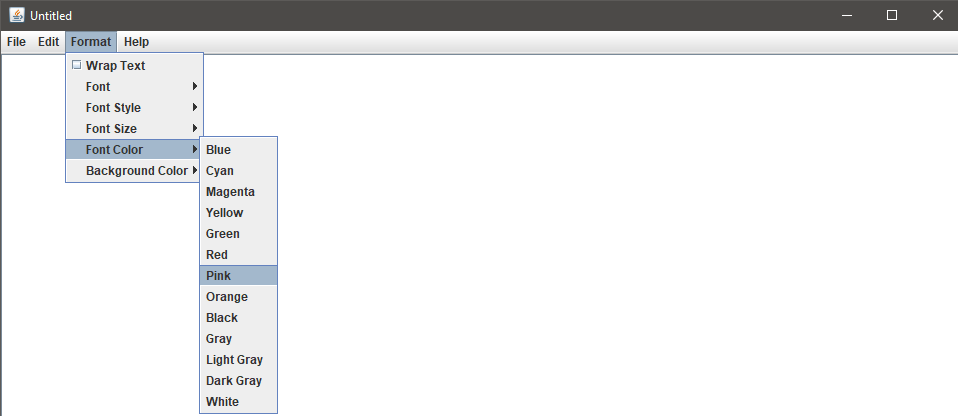 Untitled
File Edit Format Help
Wrap Text
Font
Font Style
Font Size
Font Color
Background Color
Blue
Cyan
Magenta
Yellow
Green
Red
Pink
Orange
Black
Gray
Light Gray
Dark Gray
White